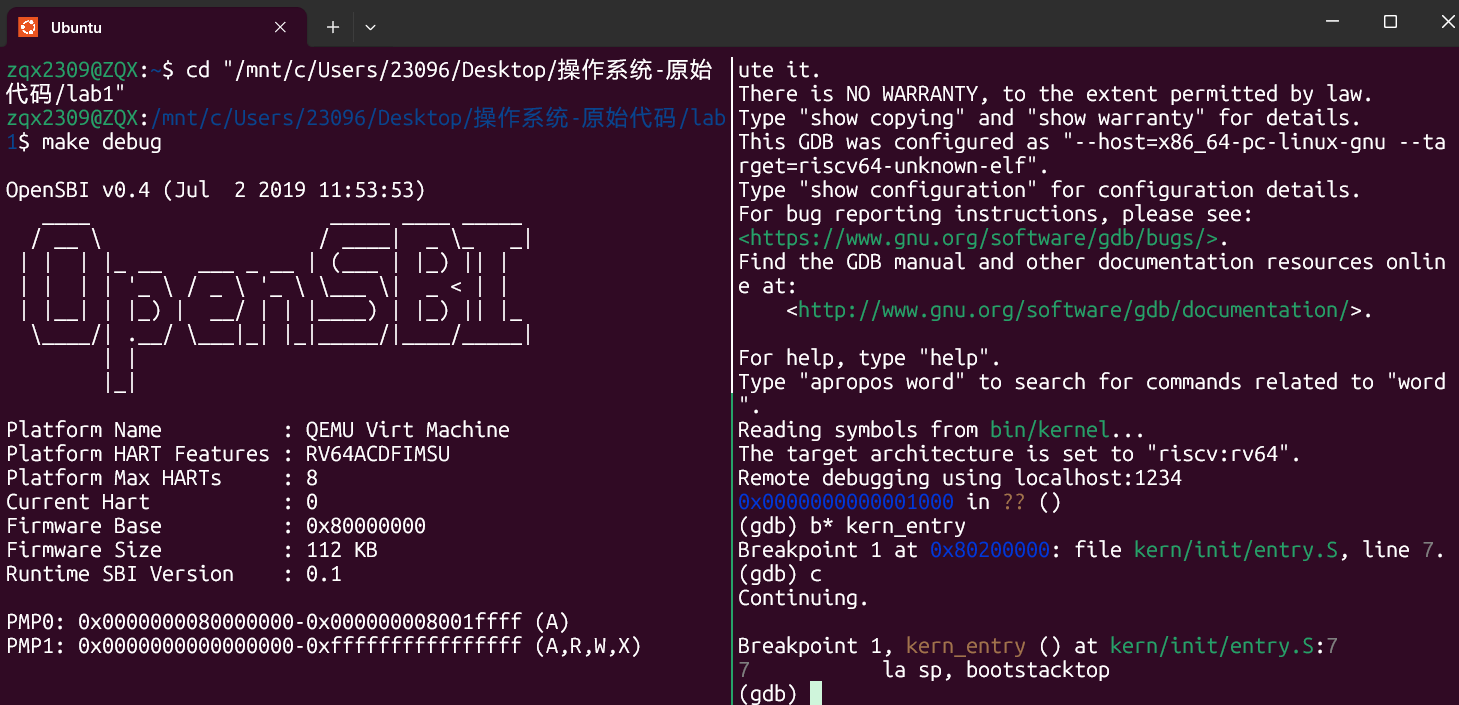 Ubuntu
zqx2309@ZQX:~$ cd "/mnt/c/Users/23096/Desktop/操作系统-原始
代码/lab1"
zqx2309@ZQX:/mnt/c/Users/23096/Desktop/操作系统-原始代码/lab
1$ make debug

OpenSBI v0.4 (Jul  2 2019 11:53:53)
   ____                    _____ ____ _____
  / __ \                  / ____|  _ \_   _|
 | |  | |_ __   ___ _ __ | (___ | |_) || |
 | |  | | '_ \ / _ \ '_ \ \___ \|  _ < | |
 | |__| | |_) |  __/ | | |____) | |_) || |_
  \____/| .__/ \___|_| |_|_____/|____/_____|
        | |
        |_|

Platform Name          : QEMU Virt Machine
Platform HART Features : RV64ACDFIMSU
Platform Max HARTs     : 8
Current Hart           : 0
Firmware Base          : 0x80000000
Firmware Size          : 112 KB
Runtime SBI Version    : 0.1

PMP0: 0x0000000080000000-0x000000008001ffff (A)
PMP1: 0x0000000000000000-0xffffffffffffffff (A,R,W,X)
ute it.
There is NO WARRANTY, to the extent permitted by law.
Type "show copying" and "show warranty" for details.
This GDB was configured as "--host=x86_64-pc-linux-gnu --ta
rget=riscv64-unknown-elf".
Type "show configuration" for configuration details.
For bug reporting instructions, please see:
<https://www.gnu.org/software/gdb/bugs/>.
Find the GDB manual and other documentation resources onlin
e at:
    <http://www.gnu.org/software/gdb/documentation/>.

For help, type "help".
Type "apropos word" to search for commands related to "word
".
Reading symbols from bin/kernel...
The target architecture is set to "riscv:rv64".
Remote debugging using localhost:1234
0x0000000000001000 in ?? ()
(gdb) b* kern_entry
Breakpoint 1 at 0x80200000: file kern/init/entry.S, line 7.
(gdb) c
Continuing.

Breakpoint 1, kern_entry () at kern/init/entry.S:7
7           la sp, bootstacktop
(gdb)